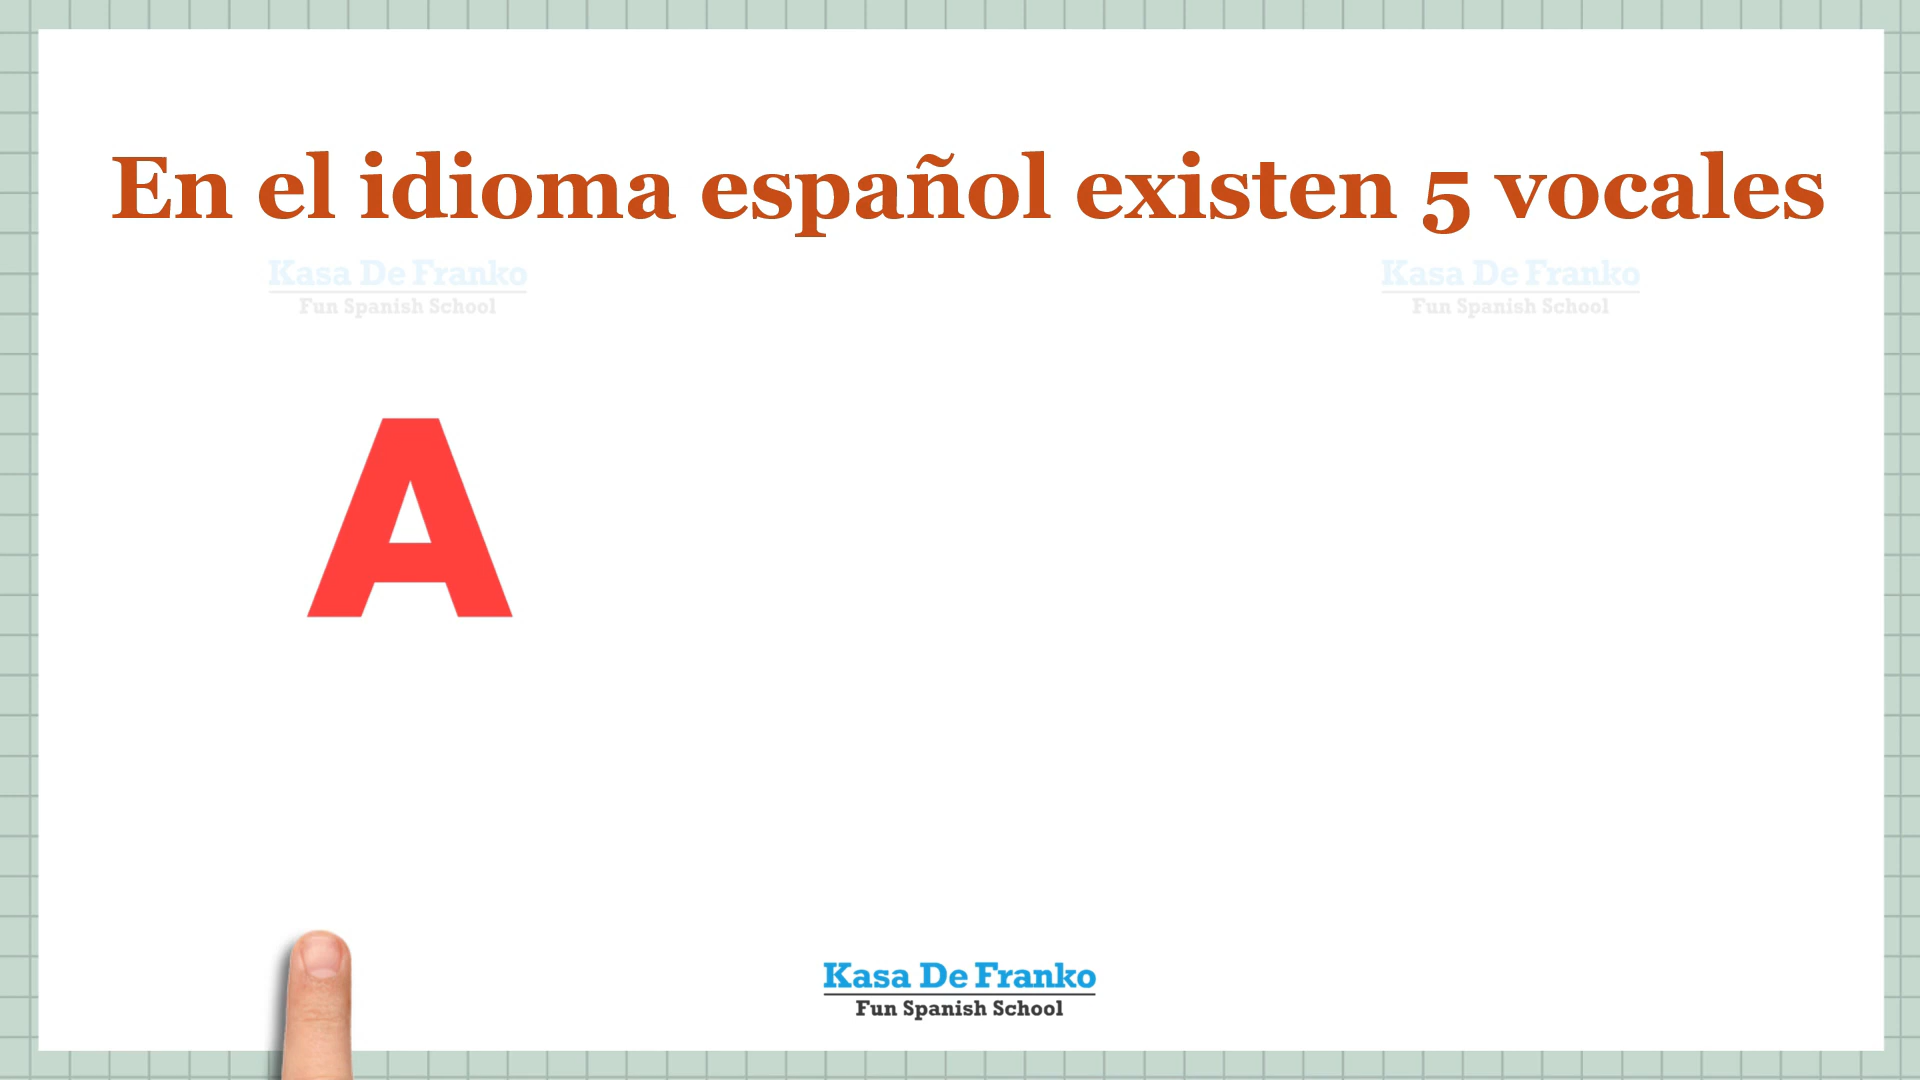 En el idioma español existen 5 vocales
Kasa De Franko
Fun Spanish School
Kasa De Franko
Fun Spanish School
A
Kasa De Franko
Fun Spanish School